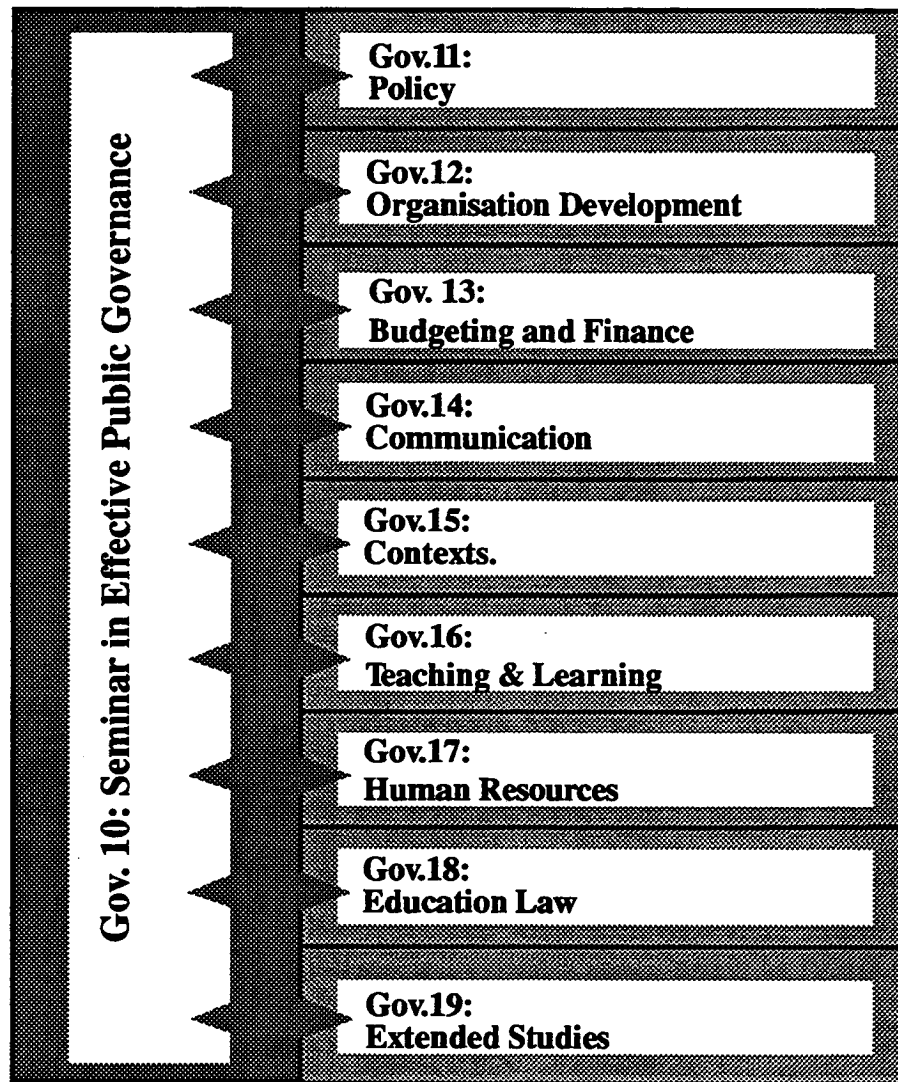 Gov. 10: Seminar in Effective Public Governance
Gov.11:
Policy
Gov.12:
Organisation Development
Gov. 13:
Budgeting and Finance
Gov.14:
Communication
Gov.15:
Contexts.
Gov.16:
Teaching & Learning
Gov.17:
Human Resources
Gov.18:
Education Law
Gov.19:
Extended Studies